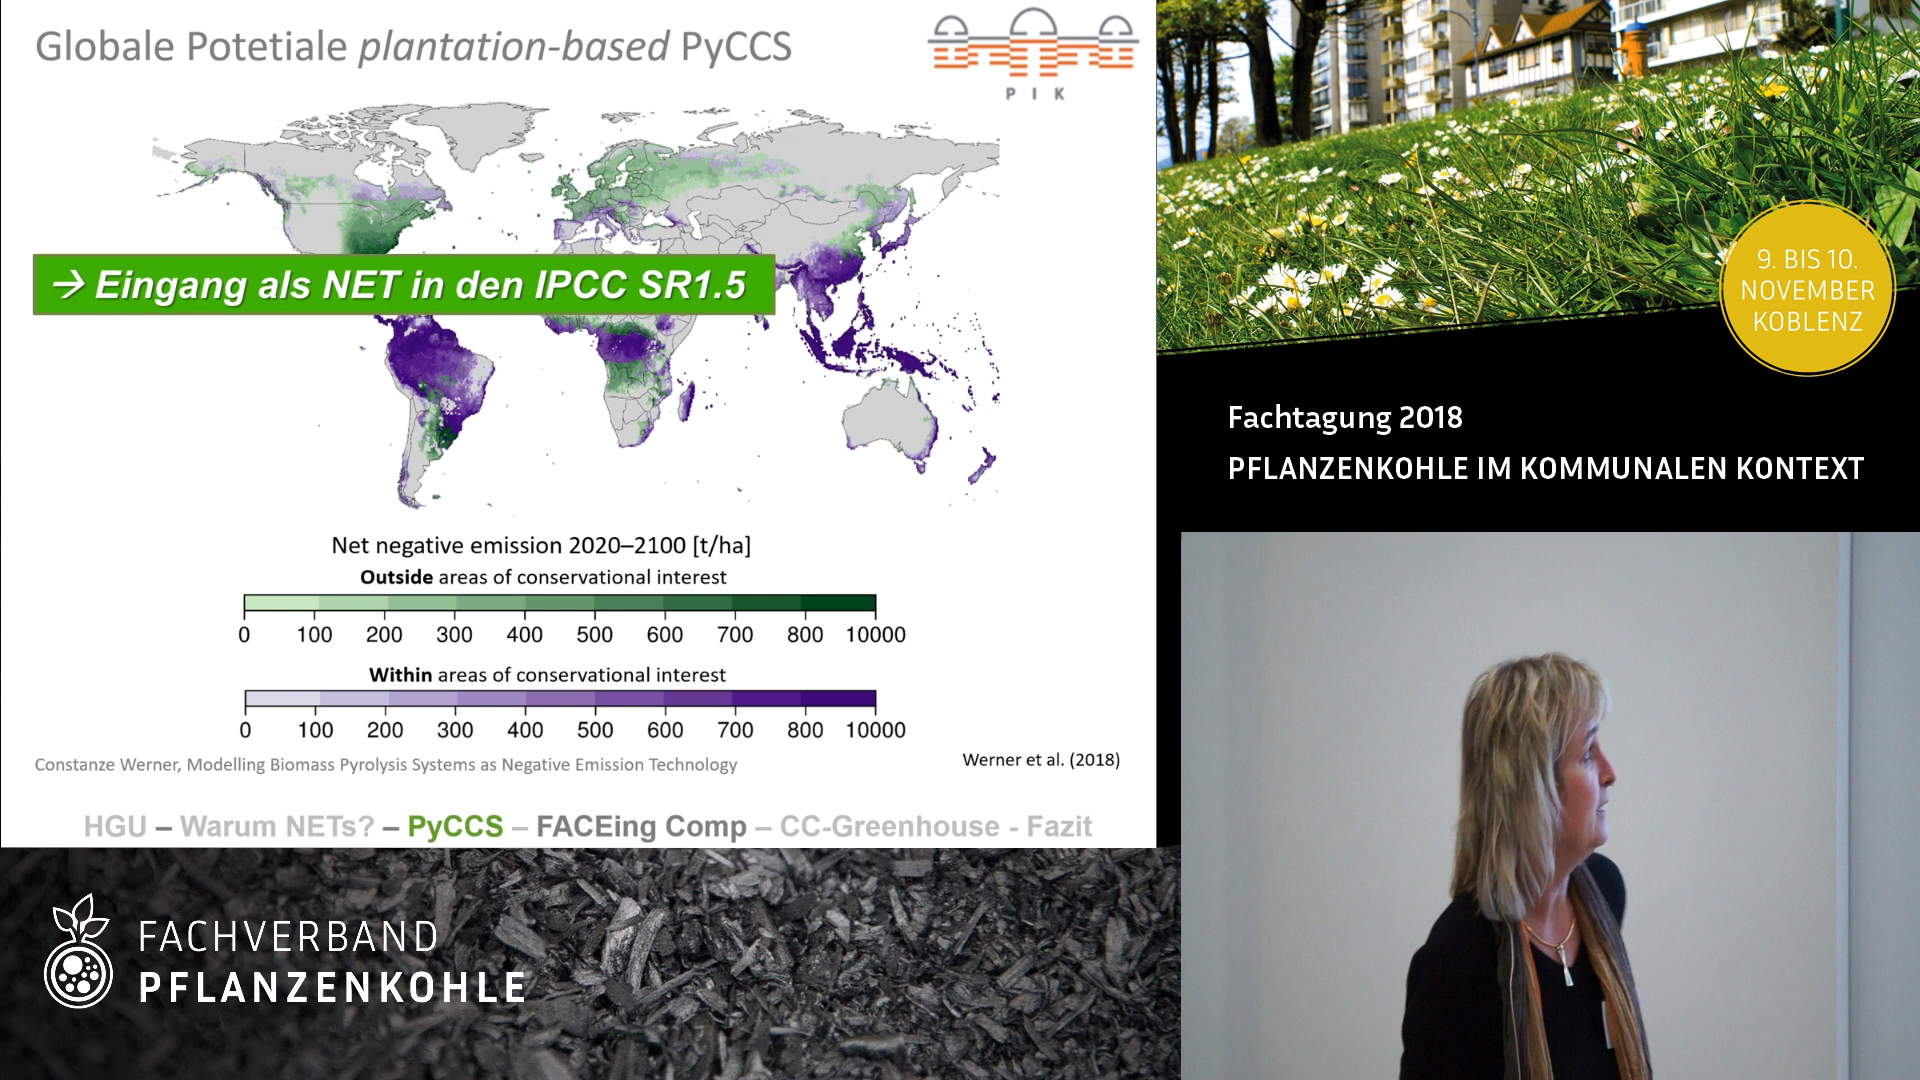 Globale Potetiale plantation-based PyCCS
P I K
→ Eingang als NET in den IPCC SR1.5
Net negative emission 2020–2100 [t/ha]
Outside areas of conservational interest
0 100 200 300 400 500 600 700 800 10000
Within areas of conservational interest
0 100 200 300 400 500 600 700 800 10000
Constanze Werner, Modelling Biomass Pyrolysis Systems as Negative Emission Technology
Werner et al. (2018)
HGU – Warum NETs? – PyCCS – FACEing Comp – CC-Greenhouse - Fazit
9. BIS 10.
NOVEMBER
KOBLENZ
Fachtagung 2018
PFLANZENKOHLE IM KOMMUNALEN KONTEXT
FACHVERBAND
PFLANZENKOHLE